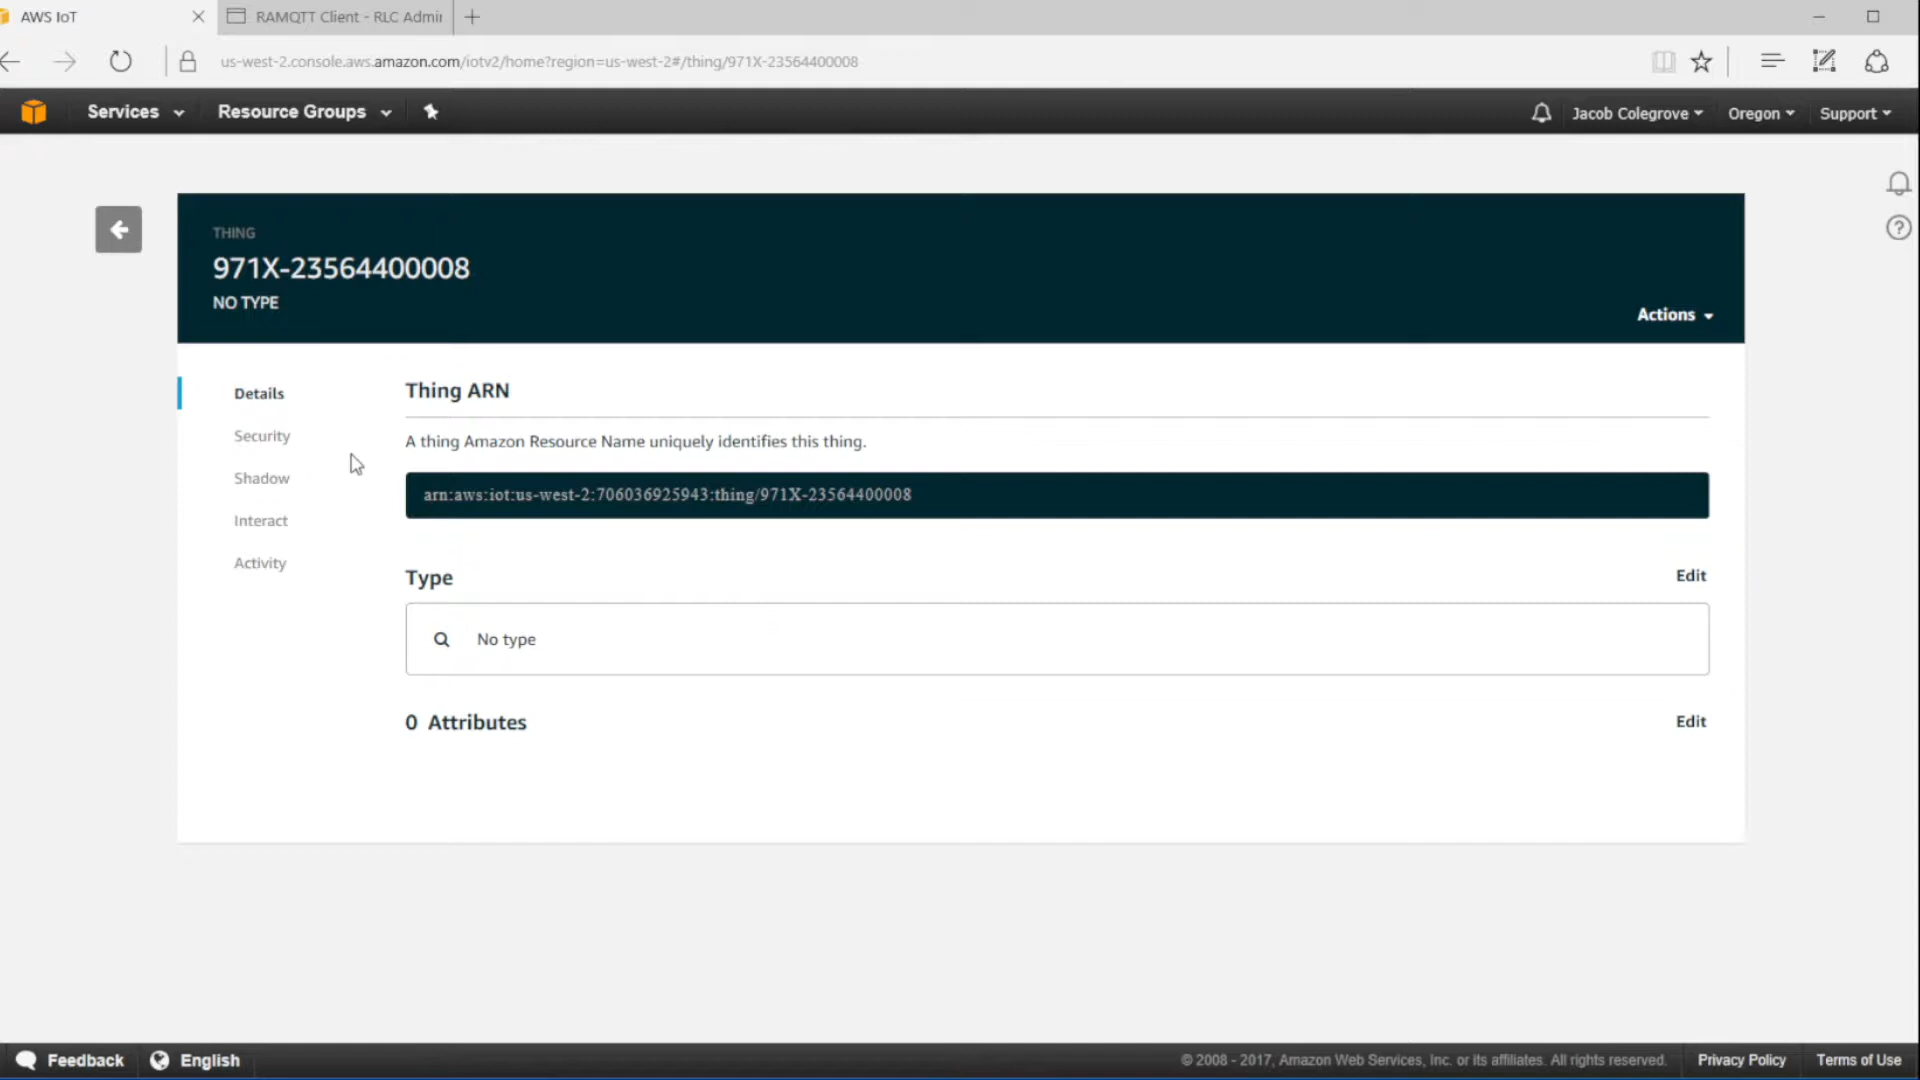 AWS IoT
RAMQTT Client - RLC Admin
us-west-2.console.aws.amazon.com/iotv2/home?region=us-west-2#/thing/971X-23564400008
Services
Resource Groups
Jacob Colegrove
Oregon
Support
THING
971X-23564400008
NO TYPE
Actions
Details
Security
Shadow
Interact
Activity
Thing ARN
A thing Amazon Resource Name uniquely identifies this thing.
arn:aws:iot:us-west-2:706036925943:thing/971X-23564400008
Type
Edit
No type
0 Attributes
Edit
Feedback
English
© 2008 - 2017, Amazon Web Services, Inc. or its affiliates. All rights reserved.
Privacy Policy
Terms of Use